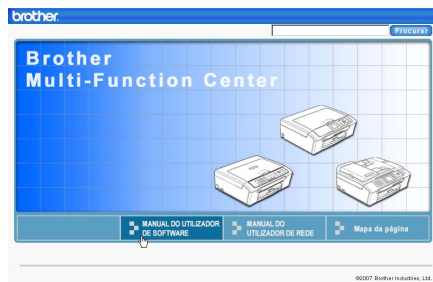 brother.
Procurar
Brother
Multi-Function Center
MANUAL DO UTILIZADOR
DE SOFTWARE
MANUAL DO
UTILIZADOR DE REDE
Mapa da página
©2007 Brother Industries, Ltd.